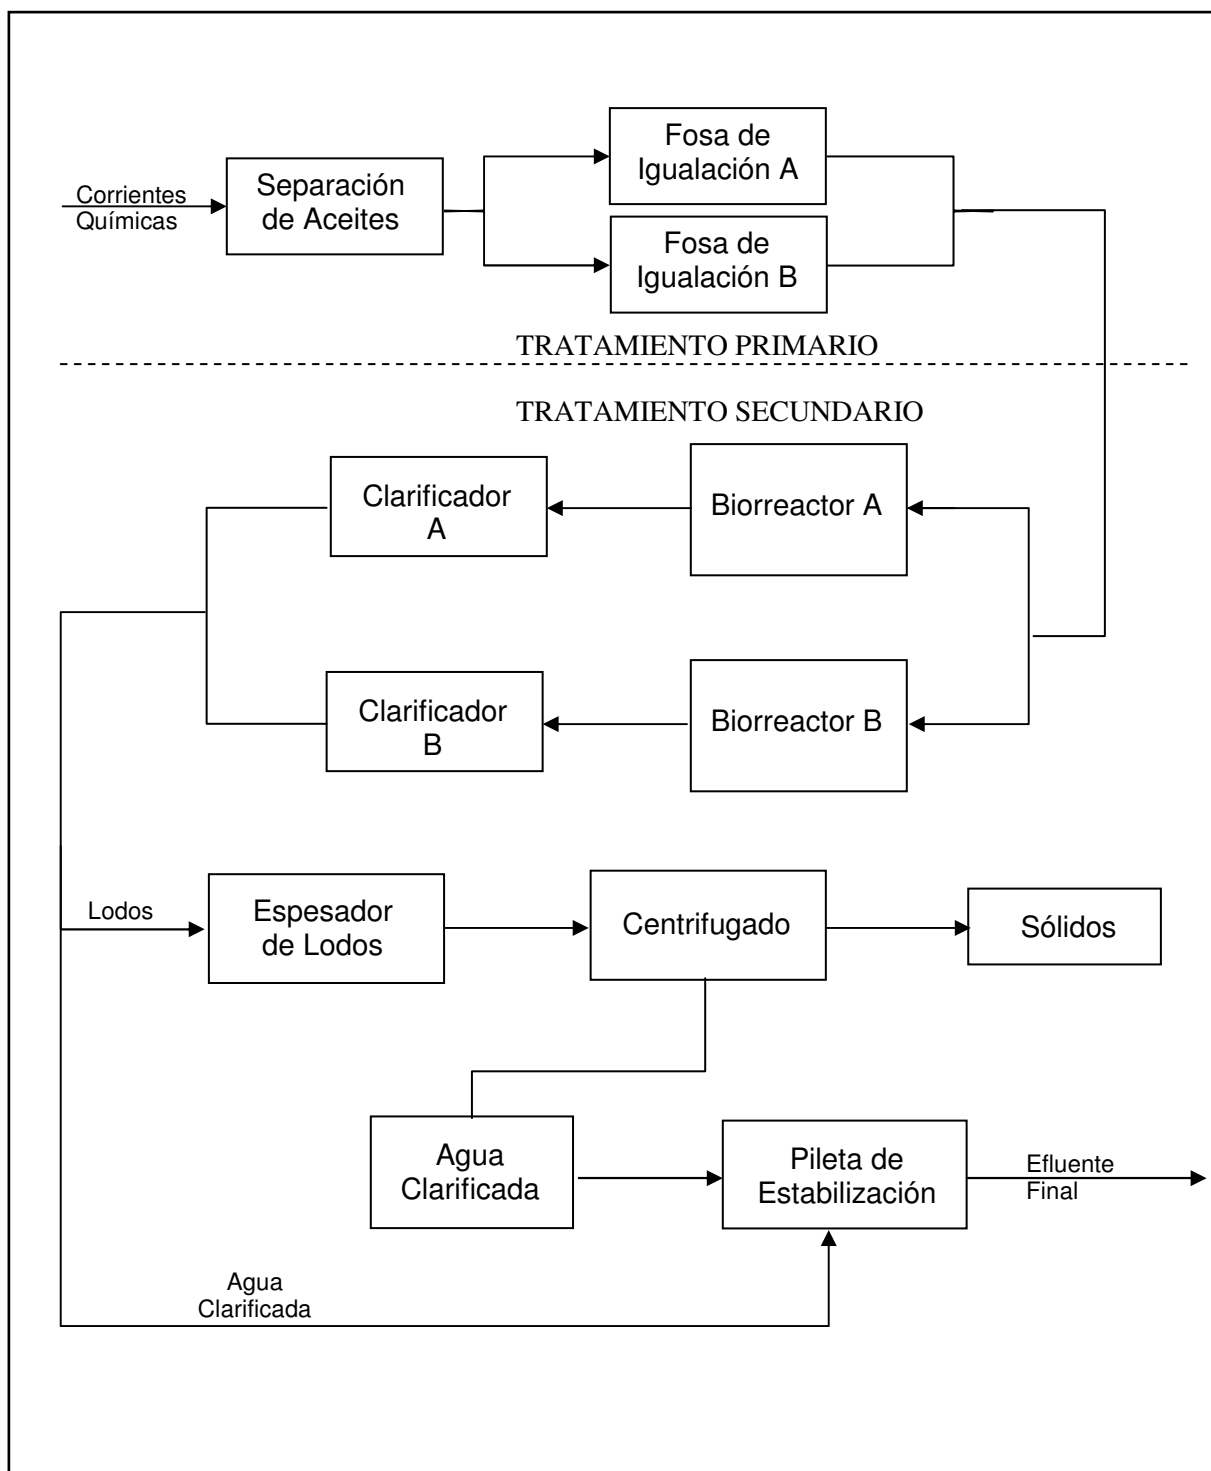 Corrientes
Químicas
Separación
de Aceites
Fosa de
Igualación A
Fosa de
Igualación B
TRATAMIENTO PRIMARIO
TRATAMIENTO SECUNDARIO
Clarificador
A
Biorreactor A
Clarificador
B
Biorreactor B
Lodos
Espesador
de Lodos
Centrifugado
Sólidos
Agua
Clarificada
Pileta de
Estabilización
Efluente
Final
Agua
Clarificada